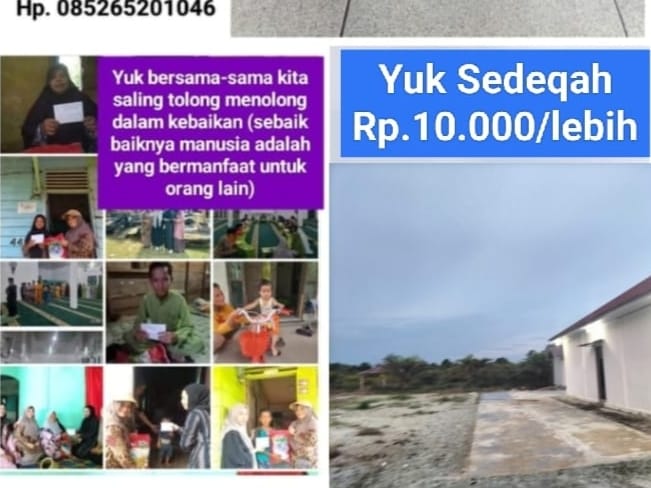 Hp. 085265201046
Yuk bersama-sama kita
saling tolong menolong
dalam kebaikan (sebaik
baiknya manusia adalah
yang bermanfaat untuk
orang lain)
Yuk Sedeqah
Rp.10.000/lebih